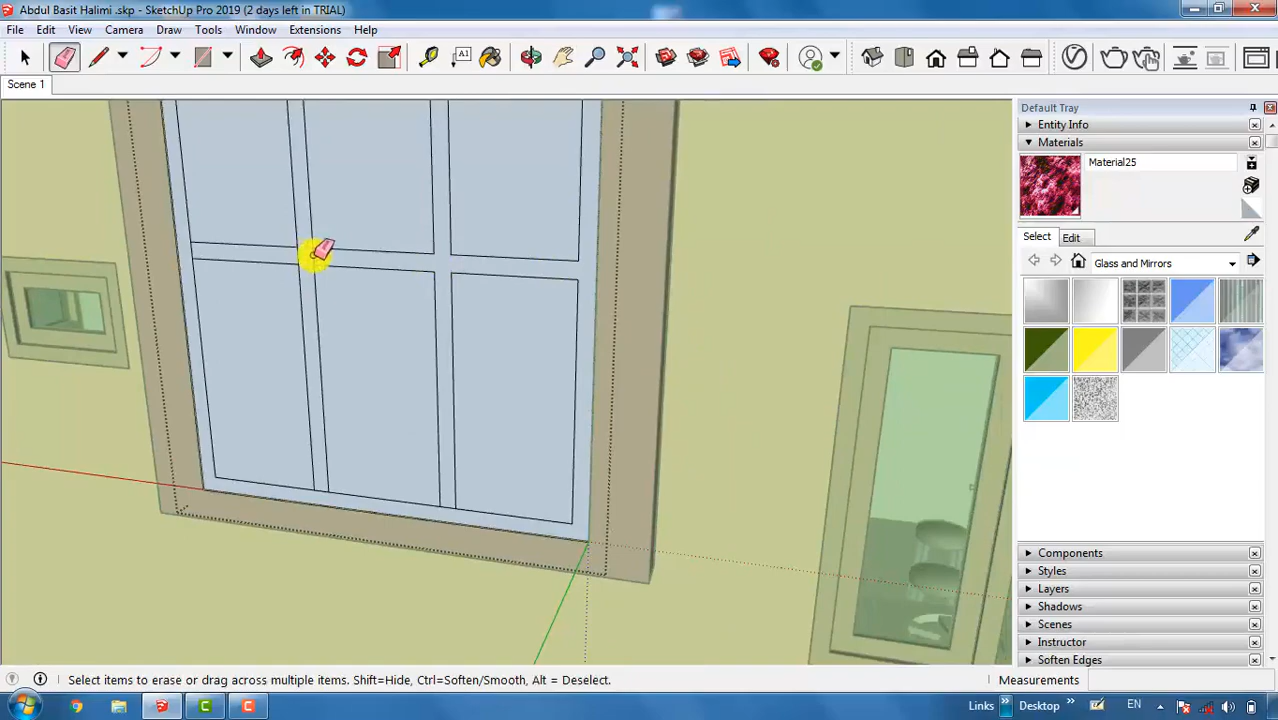 Abdul Basit Halimi .skp - SketchUp Pro 2019 (2 days left in TRIAL)
File Edit View Camera Draw Tools Window Extensions Help
A1
Scene 1
Default Tray
Entity Info
Materials
Material25
Select Edit
Glass and Mirrors
Components
Styles
Layers
Shadows
Scenes
Instructor
Soften Edges
Select items to erase or drag across multiple items. Shift=Hide, Ctrl=Soften/Smooth, Alt = Deselect.
Measurements
Links » Desktop » EN